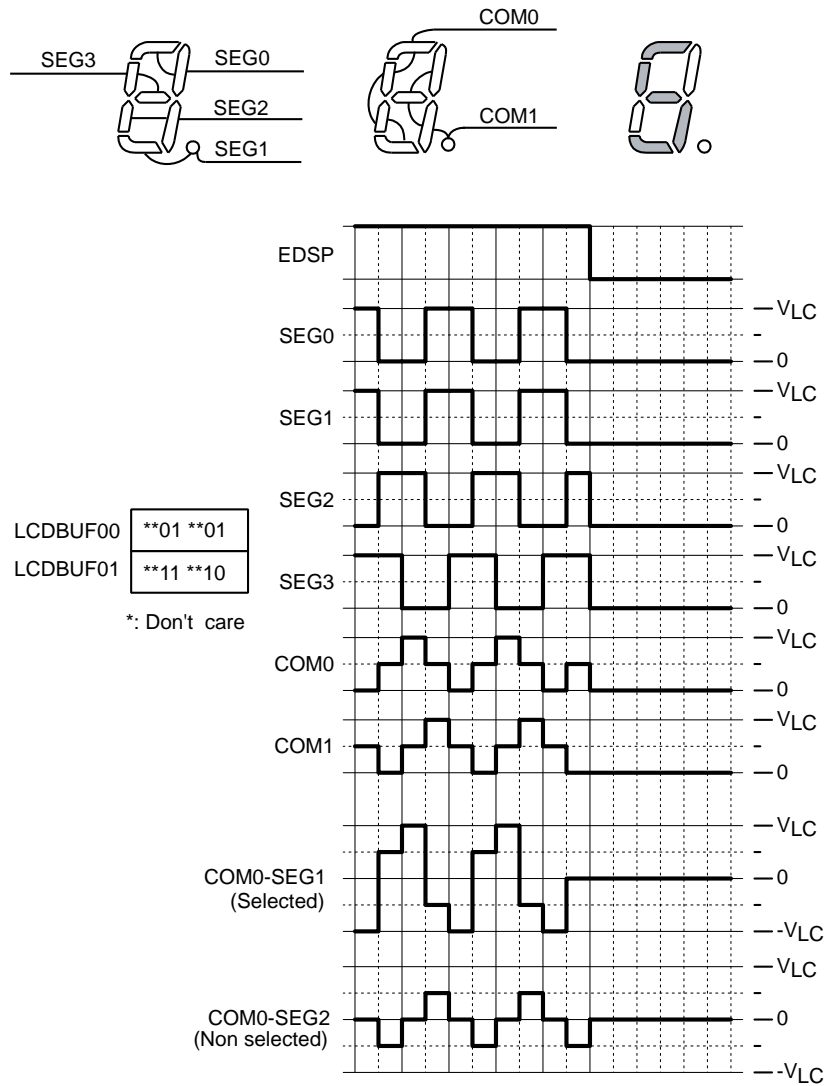 COM0
SEG3
SEG0
SEG2
COM1
SEG1
EDSP
VLC
SEG0
0
VLC
SEG1
0
VLC
SEG2
LCDBUF00 **01 **01
0
LCDBUF01 **11 **10
VLC
SEG3
0
*: Don't care
VLC
COM0
0
VLC
COM1
0
VLC
COM0-SEG1
0
(Selected)
-VLC
VLC
COM0-SEG2
0
(Non selected)
-VLC